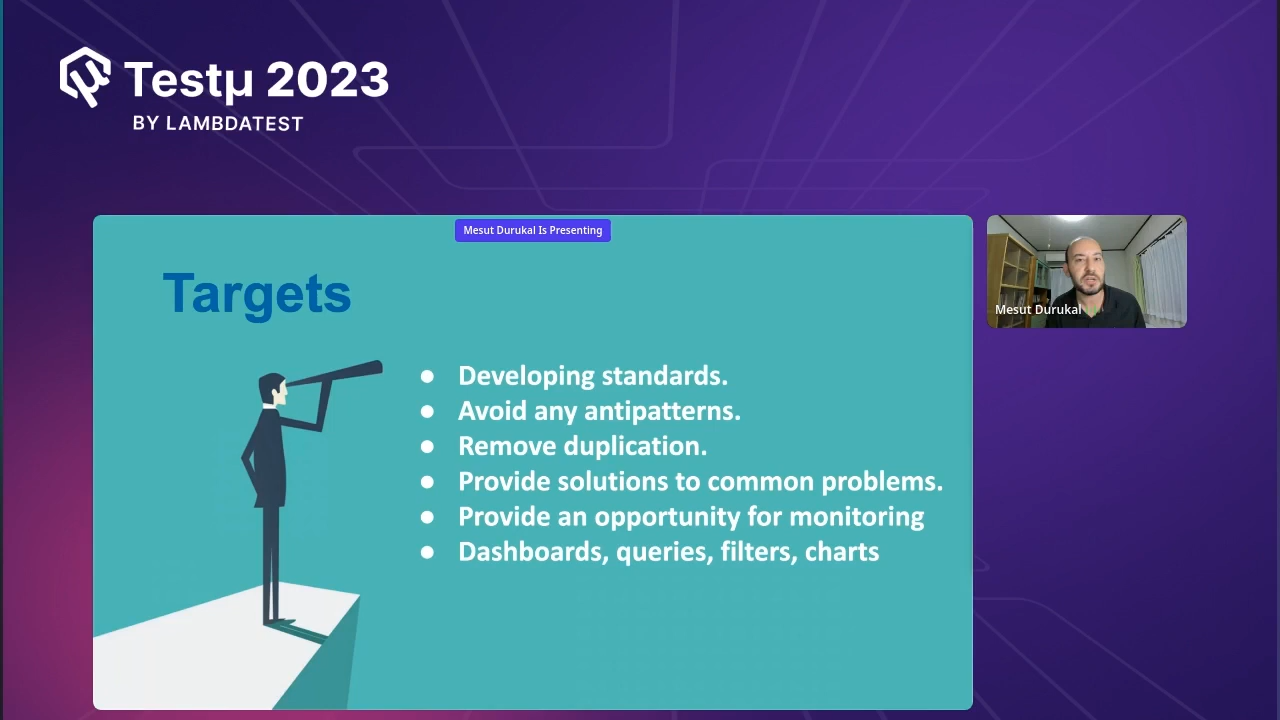 Testμ 2023
BY LAMBDATEST
Mesut Durukal Is Presenting
Targets
● Developing standards.
● Avoid any antipatterns.
● Remove duplication.
● Provide solutions to common problems.
● Provide an opportunity for monitoring
● Dashboards, queries, filters, charts
Mesut Durukal